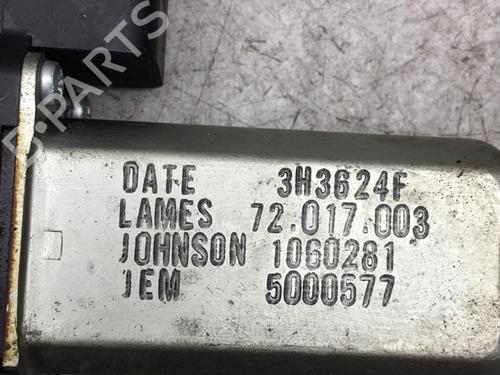 B-PARTS
DATE 3H3624F
LAMES 72.017.003
JOHNSON 1060281
JEM 5000577